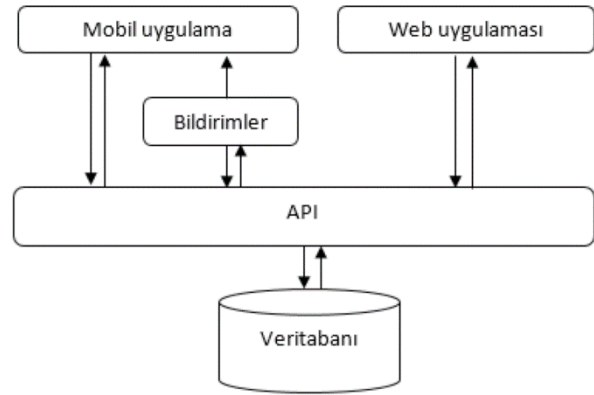 Mobil uygulama
Web uygulaması
Bildirimler
API
Veritabanı